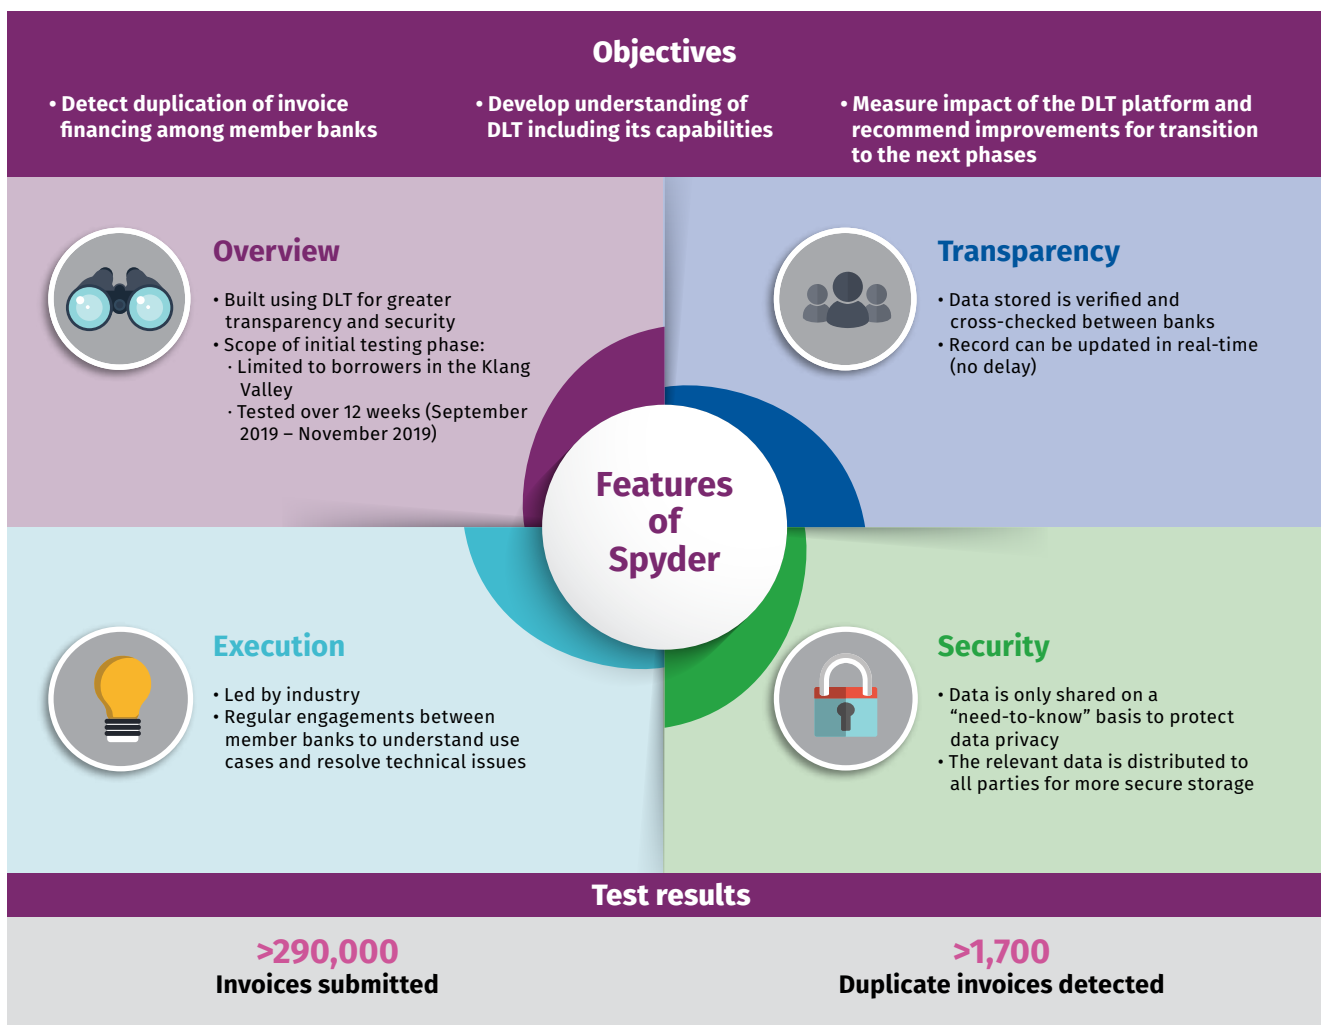 Objectives
• Detect duplication of invoice
financing among member banks
• Develop understanding of
DLT including its capabilities
• Measure impact of the DLT platform and
recommend improvements for transition
to the next phases
Overview
• Built using DLT for greater
transparency and security
• Scope of initial testing phase:
· Limited to borrowers in the Klang
Valley
· Tested over 12 weeks (September
2019 – November 2019)
Transparency
• Data stored is verified and
cross-checked between banks
• Record can be updated in real-time
(no delay)
Features
of
Spyder
Execution
• Led by industry
• Regular engagements between
member banks to understand use
cases and resolve technical issues
Security
• Data is only shared on a
“need-to-know” basis to protect
data privacy
• The relevant data is distributed to
all parties for more secure storage
Test results
>290,000
Invoices submitted
>1,700
Duplicate invoices detected